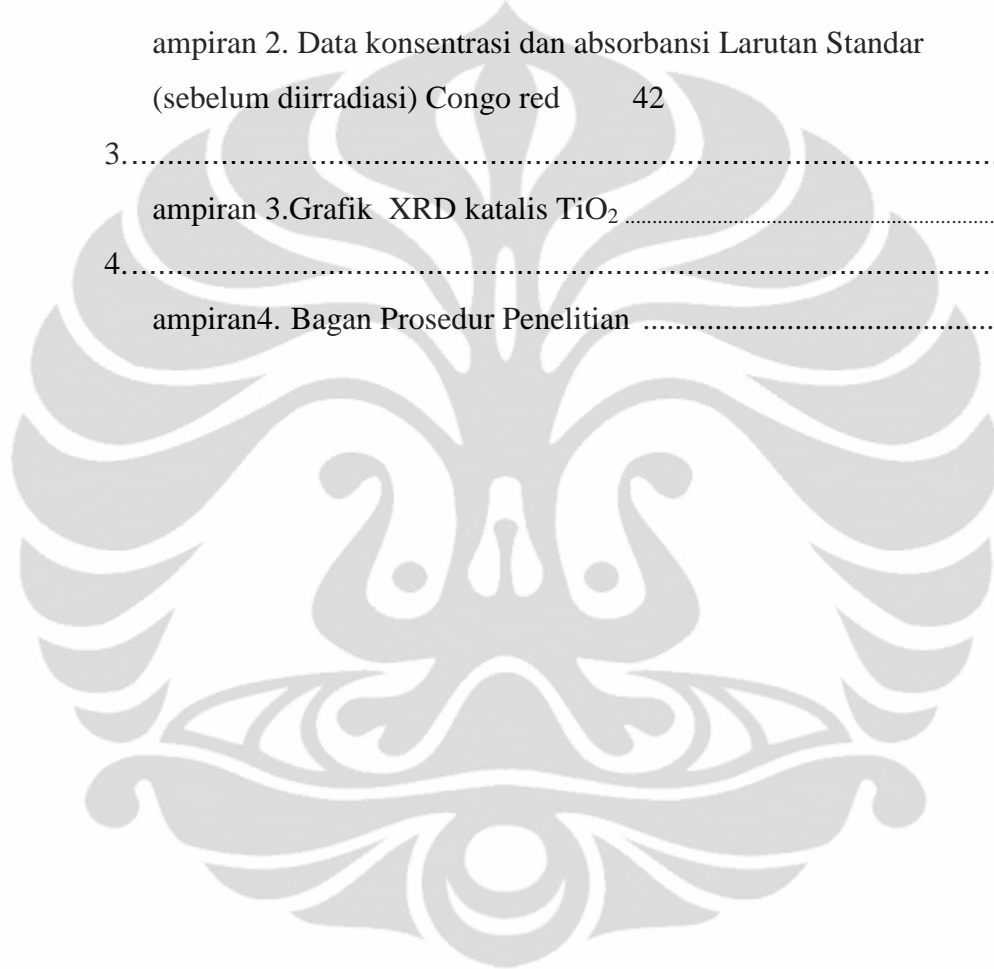 ampiran 2. Data konsentrasi dan absorbansi Larutan Standar
(sebelum diirradiasi) Congo red 42
3. ........................................................................................
ampiran 3.Grafik XRD katalis TiO₂ ........................................
4. ........................................................................................
ampiran4. Bagan Prosedur Penelitian ........................................